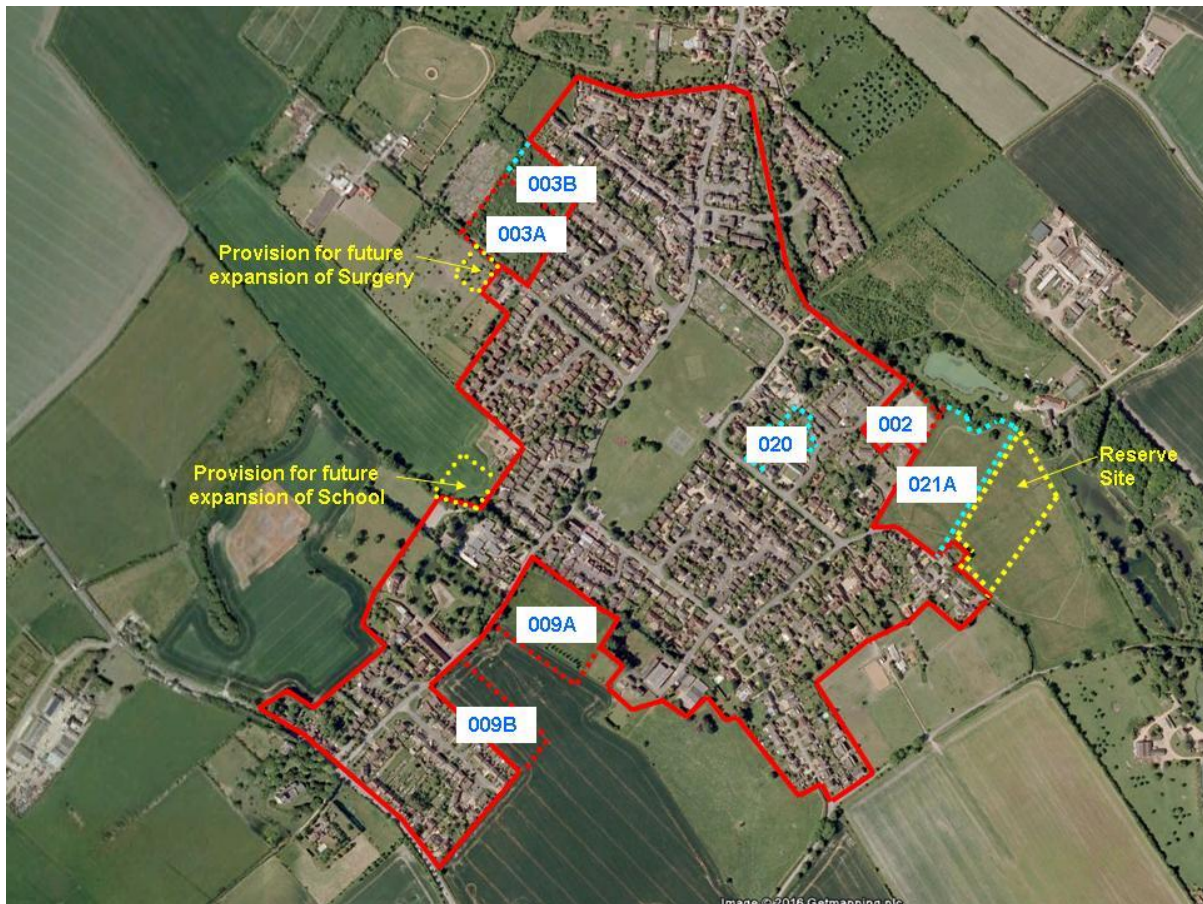 003B
003A
Provision for future
expansion of Surgery
002
020
Reserve
Site
021A
Provision for future
expansion of School
009A
009B
Image © 2016 Getmapping plc